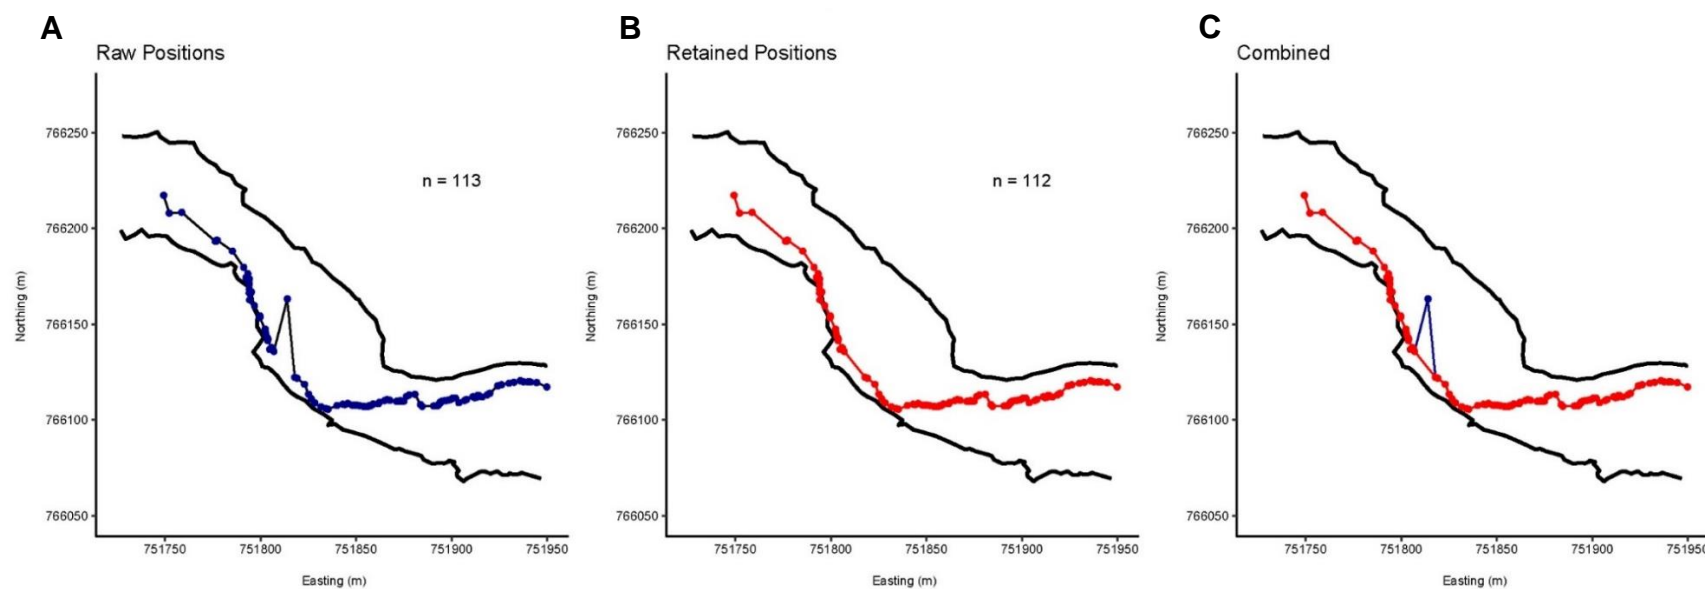 A
Raw Positions
n = 113
Northing (m)
766250
766200
766150
766100
766050
751750 751800 751850 751900 751950
Easting (m)
B
Retained Positions
n = 112
Northing (m)
766250
766200
766150
766100
766050
751750 751800 751850 751900 751950
Easting (m)
C
Combined
Northing (m)
766250
766200
766150
766100
766050
751750 751800 751850 751900 751950
Easting (m)